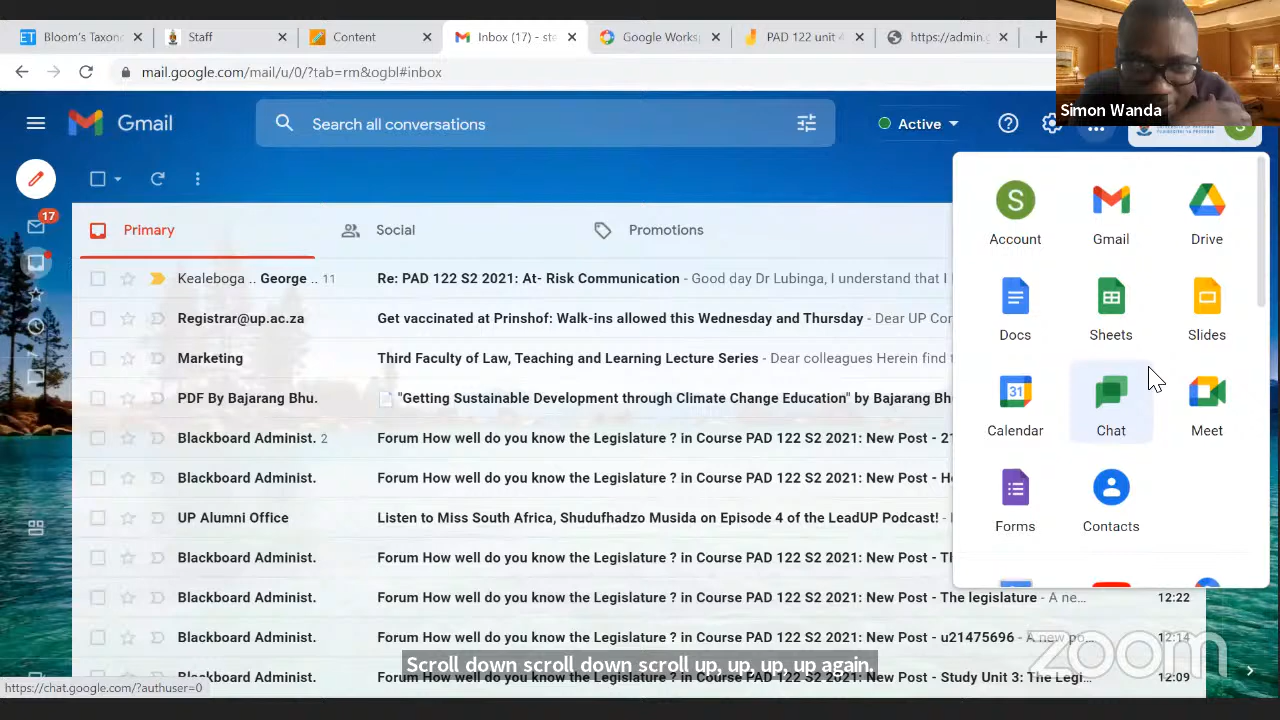 Bloom's Taxono
Staff
Content
Inbox (17) - ste
Google Worksp
PAD 122 unit 4
https://admin.g
mail.google.com/mail/u/0/?tab=rm&ogbl#inbox
Simon Wanda
Gmail
Search all conversations
Active
S
17
Primary
Social
Promotions
Kealeboga .. George .. 11 Re: PAD 122 S2 2021: At- Risk Communication - Good day Dr Lubinga, I understand that I
Registrar@up.ac.za Get vaccinated at Prinshof: Walk-ins allowed this Wednesday and Thursday - Dear UP Cor
Marketing Third Faculty of Law, Teaching and Learning Lecture Series - Dear colleagues Herein find t
PDF By Bajarang Bhu. "Getting Sustainable Development through Climate Change Education" by Bajarang Bh
Blackboard Administ. 2 Forum How well do you know the Legislature ? in Course PAD 122 S2 2021: New Post - 21
Blackboard Administ. Forum How well do you know the Legislature ? in Course PAD 122 S2 2021: New Post - H
UP Alumni Office Listen to Miss South Africa, Shudufhadzo Musida on Episode 4 of the LeadUP Podcast! -
Blackboard Administ. Forum How well do you know the Legislature ? in Course PAD 122 S2 2021: New Post - Th
Blackboard Administ. Forum How well do you know the Legislature ? in Course PAD 122 S2 2021: New Post - The legislature - A ne... 12:22
Blackboard Administ. Forum How well do you know the Legislature ? in Course PAD 122 S2 2021: New Post - u21475696 - A new po... 12:14
Blackboard Administ. Forum How well do you know the Legislature ? in Course PAD 122 S2 2021: New Post - Study Unit 3: The Legi... 12:09
S
Account
Gmail
Drive
Docs
Sheets
Slides
31
Calendar
Chat
Meet
Forms
Contacts
zoom
Scroll down scroll down scroll up, up, up, up again.
https://chat.google.com/?authuser=0